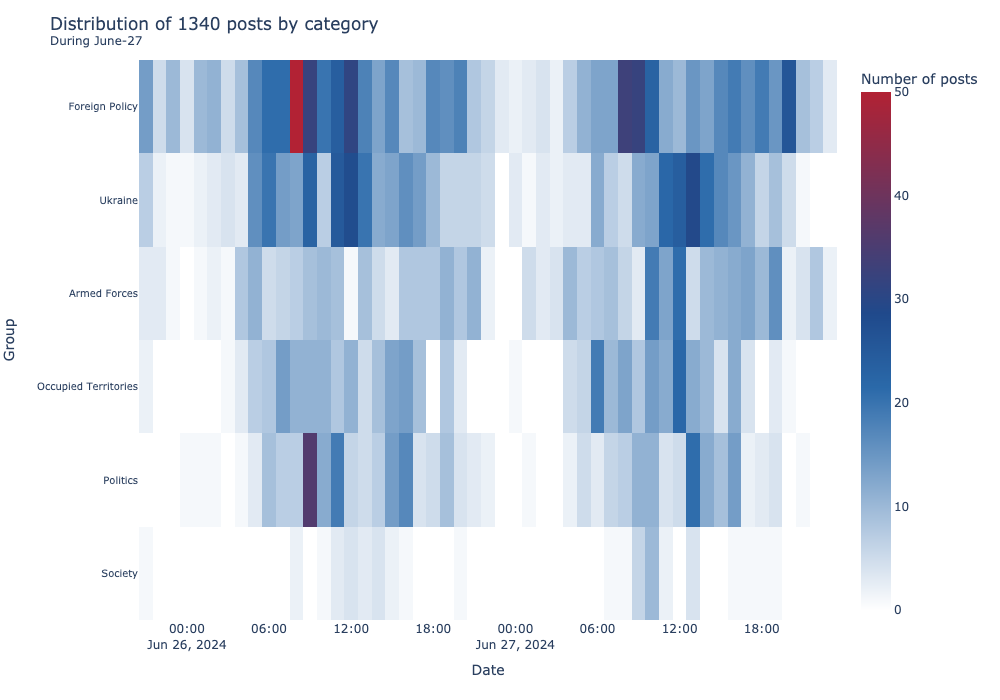 Distribution of 1340 posts by category
During June-27
Number of posts
50
40
30
20
10
0
Group
Foreign Policy
Ukraine
Armed Forces
Occupied Territories
Politics
Society
00:00 06:00 12:00 18:00 00:00 06:00 12:00 18:00
Jun 26, 2024 Jun 27, 2024
Date